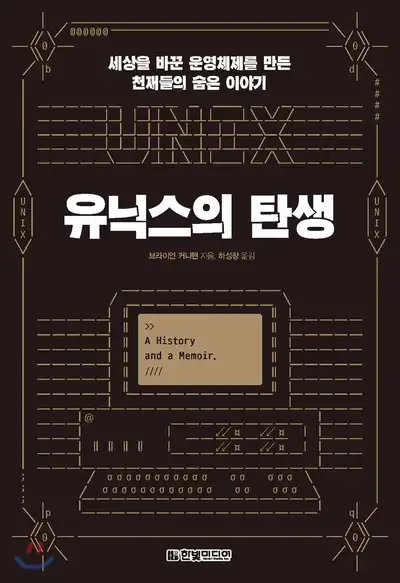 000000
세상을 바꾼 운영체제를 만든
천재들의 숨은 이야기
UNIX
유닉스의 탄생
브라이언 커니핸 지음, 하성창 옮김
UNIX
UNIX
>>
A History
and a Memoir.
////
@
한빛미디어